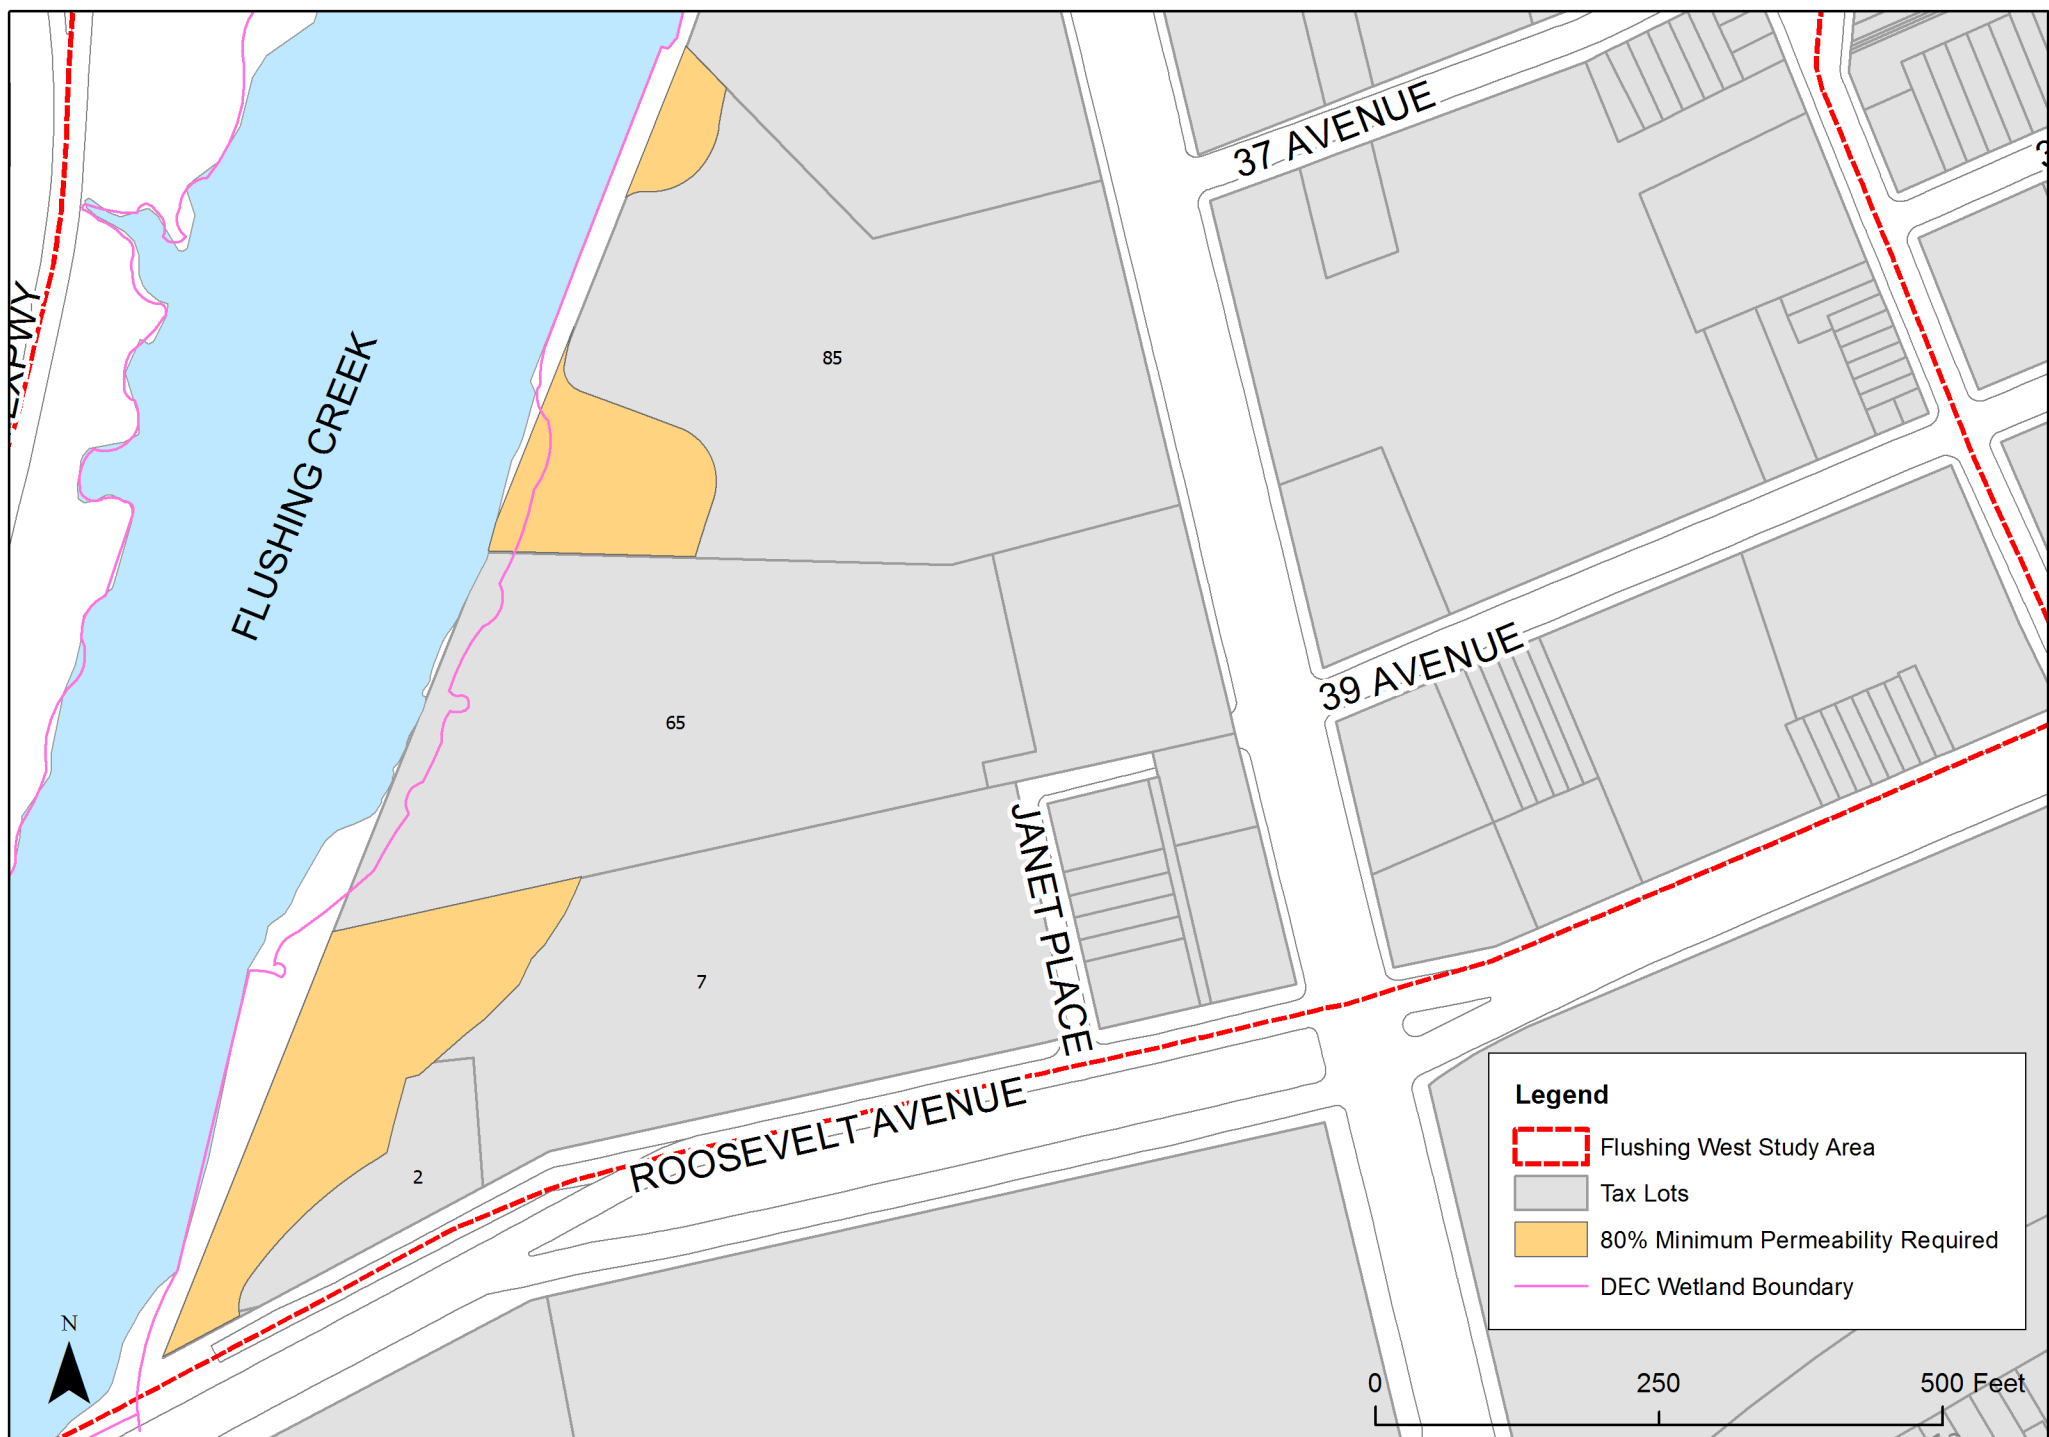 37 AVENUE
EXPWY
FLUSHING CREEK
85
39 AVENUE
65
JANET PLACE
7
ROOSEVELT AVENUE
2
N
Legend
Flushing West Study Area
Tax Lots
80% Minimum Permeability Required
DEC Wetland Boundary
0 250 500 Feet